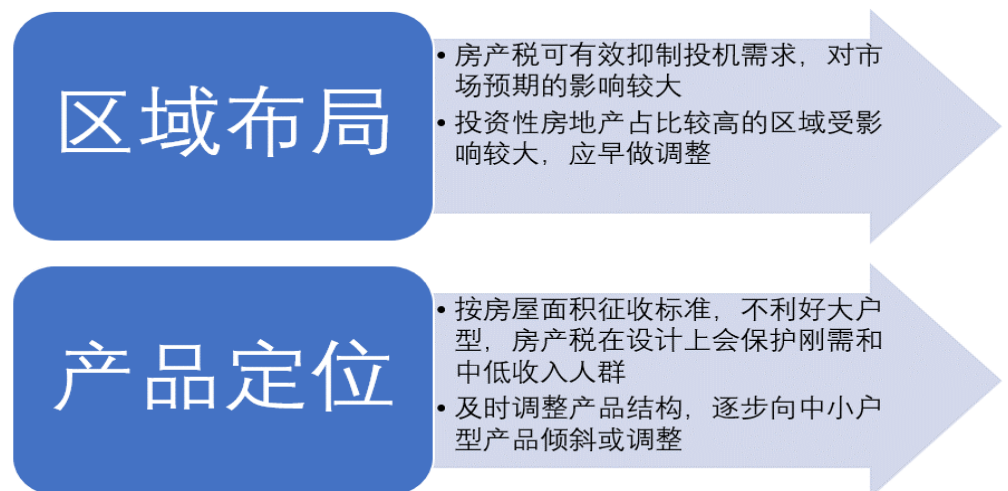 区域布局
• 房产税可有效抑制投机需求，对市
场预期的影响较大
• 投资性房地产占比较高的区域受影
响较大，应早做调整
产品定位
• 按房屋面积征收标准，不利好大户
型，房产税在设计上会保护刚需和
中低收入人群
• 及时调整产品结构，逐步向中小户
型产品倾斜或调整